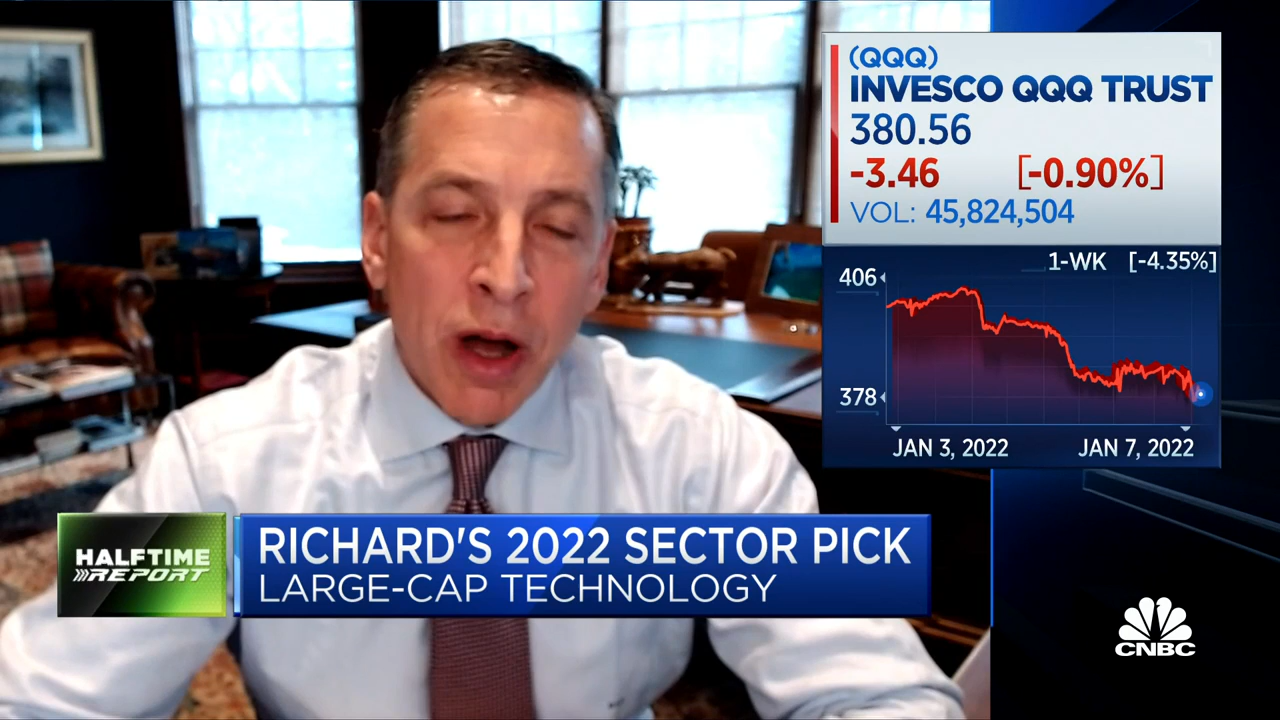 (QQQ)
INVESCO QQQ TRUST
380.56
-3.46 [-0.90%]
VOL: 45,824,504
1-WK [-4.35%]
406
378
JAN 3, 2022 JAN 7, 2022
HALFTIME
REPORT
RICHARD'S 2022 SECTOR PICK
LARGE-CAP TECHNOLOGY
CNBC